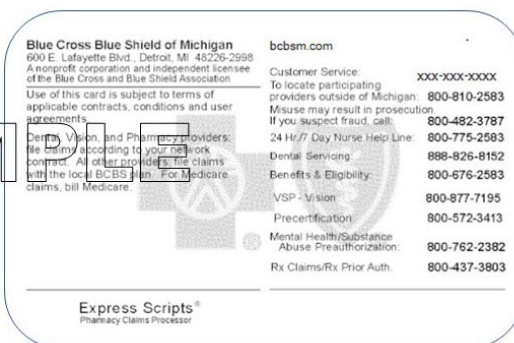 Blue Cross Blue Shield of Michigan
600 E. Lafayette Blvd., Detroit, MI 48226-2998
A nonprofit corporation and independent licensee
of the Blue Cross and Blue Shield Association
Use of this card is subject to terms of
applicable contracts, conditions and user
agreements.
Dental, Vision, and Pharmacy providers:
file claims according to your network
contract. All other providers: file claims
with the local BCBS plan. For Medicare
claims, bill Medicare.
MPLE
Express Scripts®
Pharmacy Claims Processor
bcbsm.com
Customer Service: xxx-xxx-xxxx
To locate participating
providers outside of Michigan: 800-810-2583
Misuse may result in prosecution.
If you suspect fraud, call: 800-482-3787
24 Hr./7 Day Nurse Help Line: 800-775-2583
Dental Servicing: 888-826-8152
Benefits & Eligibility: 800-676-2583
VSP - Vision 800-877-7195
Precertification: 800-572-3413
Mental Health/Substance
Abuse Preauthorization: 800-762-2382
Rx Claims/Rx Prior Auth. 800-437-3803